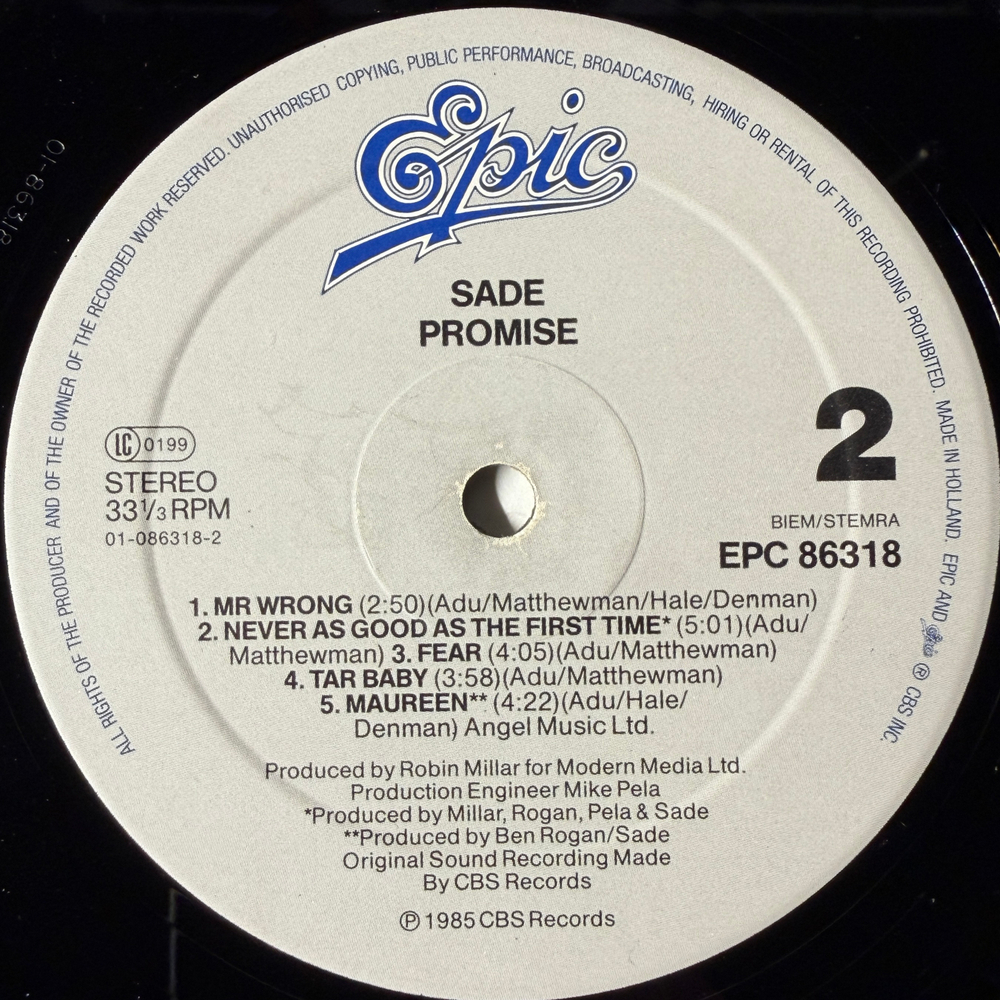 ALL RIGHTS OF THE PRODUCER AND OF THE OWNER OF THE RECORDED WORK RESERVED. UNAUTHORISED COPYING, PUBLIC PERFORMANCE, BROADCASTING, HIRING OR RENTAL OF THIS RECORDING PROHIBITED. MADE IN HOLLAND. EPIC AND Epic ® CBS INC.
Epic
SADE
PROMISE
2
LC 0199
STEREO
33 1/3 RPM
01-086318-2
BIEM/STEMRA
EPC 86318
1. MR WRONG (2:50)(Adu/Matthewman/Hale/Denman)
2. NEVER AS GOOD AS THE FIRST TIME* (5:01)(Adu/
Matthewman) 3. FEAR (4:05)(Adu/Matthewman)
4. TAR BABY (3:58)(Adu/Matthewman)
5. MAUREEN** (4:22)(Adu/Hale/
Denman) Angel Music Ltd.
Produced by Robin Millar for Modern Media Ltd.
Production Engineer Mike Pela
*Produced by Millar, Rogan, Pela & Sade
**Produced by Ben Rogan/Sade
Original Sound Recording Made
By CBS Records
℗ 1985 CBS Records